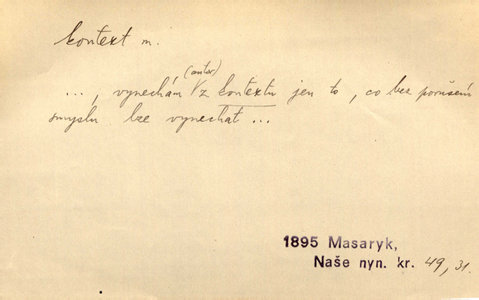 kontext m.
(autor)
..., vynechám z kontextu jen to, co bez porušení
smyslu lze vynechat ...
1895 Masaryk,
Naše nyn. kr. 49, 31.